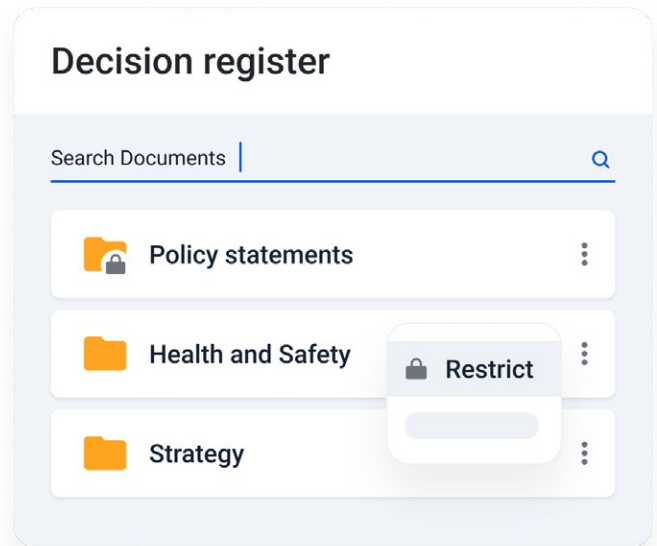 Decision register
Search Documents
Policy statements
Health and Safety
Restrict
Strategy